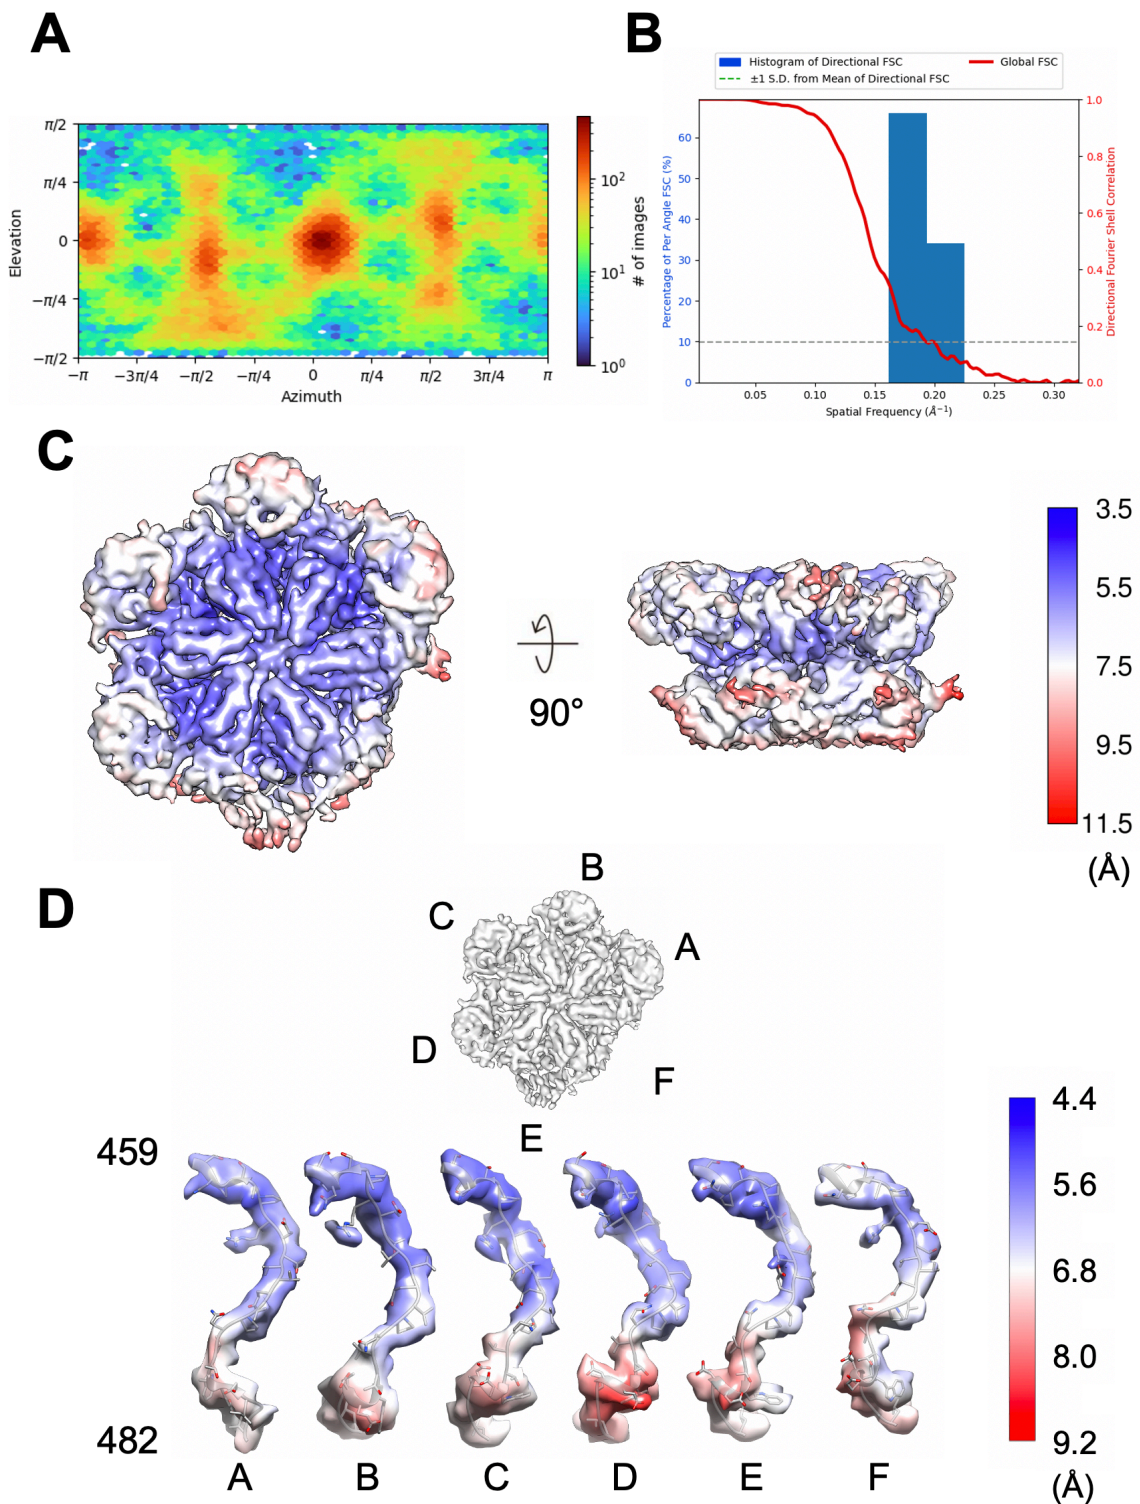 A
B
Histogram of Directional FSC
Global FSC
±1 S.D. from Mean of Directional FSC
π/2
π/4
0
−π/4
−π/2
Elevation
−π
−3π/4
−π/2
−π/4
0
π/4
π/2
3π/4
π
Azimuth
10²
10¹
10⁰
# of images
Percentage of Per Angle FSC (%)
60
50
40
30
20
10
0
0.05
0.10
0.15
0.20
0.25
0.30
Spatial Frequency (Å⁻¹)
1.0
0.8
0.6
0.4
0.2
0.0
Directional Fourier Shell Correlation
C
90°
3.5
5.5
7.5
9.5
11.5
(Å)
D
B
C
A
D
F
E
459
482
A
B
C
D
E
F
4.4
5.6
6.8
8.0
9.2
(Å)